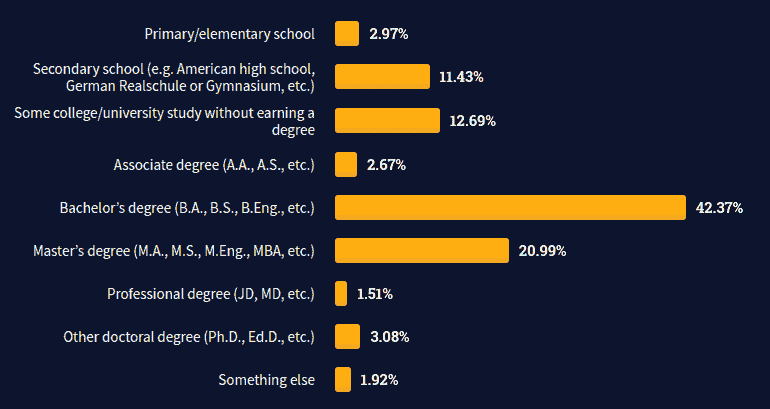 Primary/elementary school 2.97%
Secondary school (e.g. American high school,
German Realschule or Gymnasium, etc.) 11.43%
Some college/university study without earning a
degree 12.69%
Associate degree (A.A., A.S., etc.) 2.67%
Bachelor’s degree (B.A., B.S., B.Eng., etc.) 42.37%
Master’s degree (M.A., M.S., M.Eng., MBA, etc.) 20.99%
Professional degree (JD, MD, etc.) 1.51%
Other doctoral degree (Ph.D., Ed.D., etc.) 3.08%
Something else 1.92%